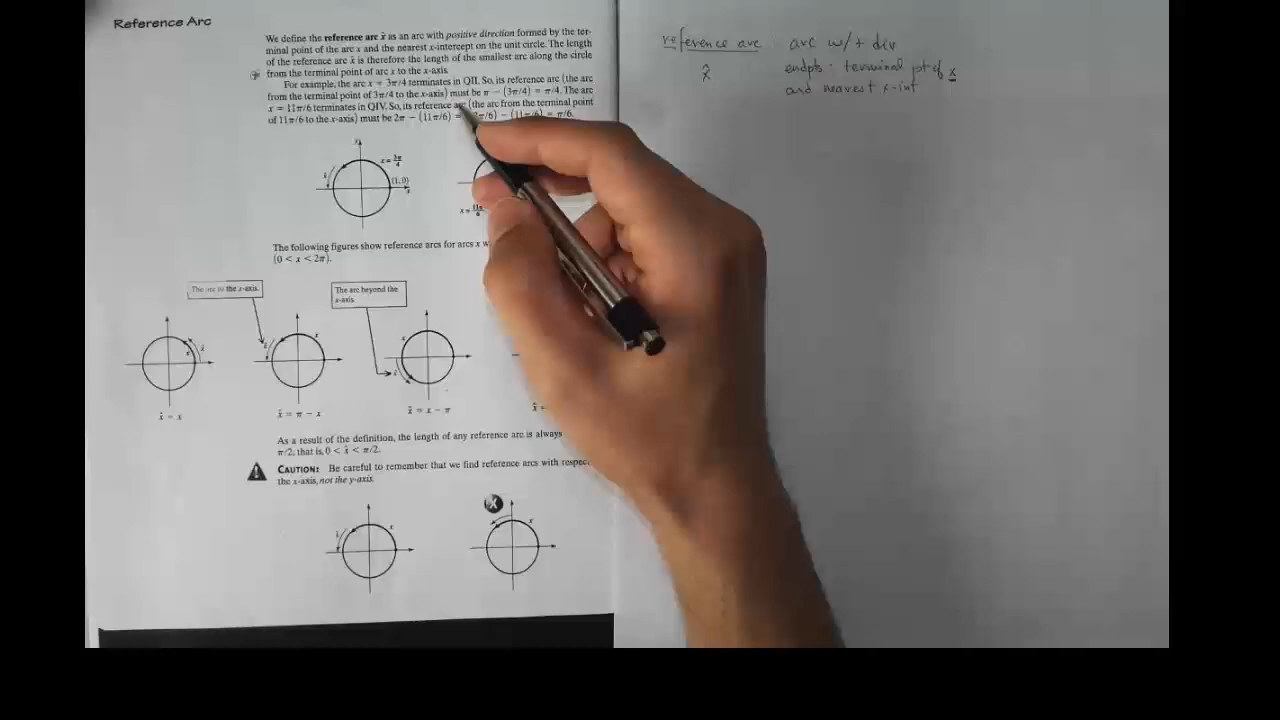 Reference Arc
We define the reference arc x̂ as an arc with positive direction formed by the ter-
minal point of the arc x and the nearest x-intercept on the unit circle. The length
of the reference arc x̂ is therefore the length of the smallest arc along the circle
from the terminal point of arc x to the x-axis.
For example, the arc x = 3π/4 terminates in QII. So, its reference arc (the arc
from the terminal point of 3π/4 to the x-axis) must be π − (3π/4) = π/4. The arc
x = 11π/6 terminates in QIV. So, its reference arc (the arc from the terminal point
of 11π/6 to the x-axis) must be 2π − (11π/6) = π/6) − (11π/6) = π/6.
y
x = 3π/4
x̂
(1, 0)
x
x = 11π/6
The following figures show reference arcs for arcs x w
(0 < x < 2π).
The arc to the x-axis.
The arc beyond the
x-axis.
x̂
x
x̂
x
x
x̂
x̂ = x
x̂ = π − x
x̂ = x − π
x̂ =
As a result of the definition, the length of any reference arc is always
π/2; that is, 0 < x̂ < π/2.
CAUTION: Be careful to remember that we find reference arcs with respec
the x-axis, not the y-axis.
X
x̂
x
x
reference arc : arc w/ + dir
x̂ endpts : terminal pt of x
and nearest x-int